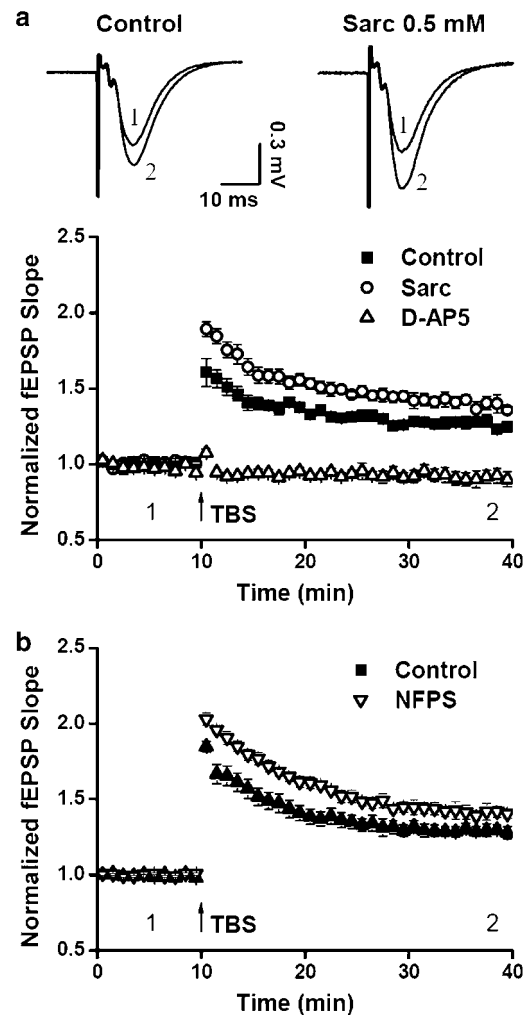 a
Control
Sarc 0.5 mM
1
2
0.3 mV
10 ms
1
2
Normalized fEPSP Slope
2.5
2.0
1.5
1.0
0.5
Control
Sarc
D-AP5
1
TBS
2
0
10
20
30
40
Time (min)
b
Normalized fEPSP Slope
2.5
2.0
1.5
1.0
0.5
Control
NFPS
1
TBS
2
0
10
20
30
40
Time (min)